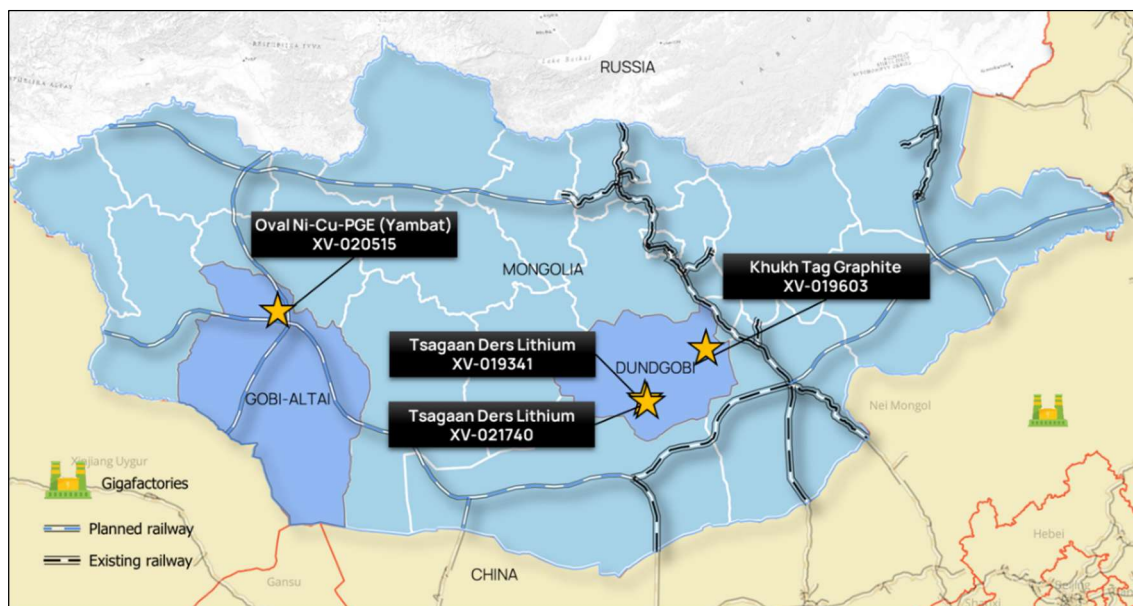 RUSSIA
Oval Ni-Cu-PGE (Yambat)
XV-020515
MONGOLIA
Khukh Tag Graphite
XV-019603
Tsagaan Ders Lithium
XV-019341
DUNDGOBI
GOBI-ALTAI
Tsagaan Ders Lithium
XV-021740
Nei Mongol
Xinjiang Uygur
Gigafactories
Planned railway
Existing railway
Hebei
CHINA
Gansu
Beijing